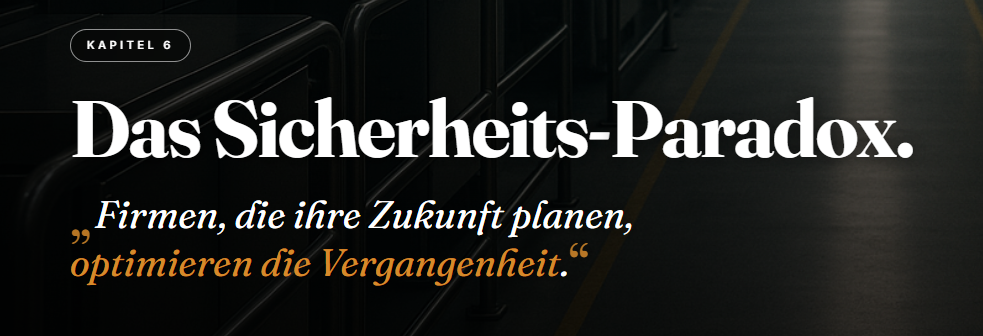 KAPITEL 6
Das Sicherheits-Paradox.
„Firmen, die ihre Zukunft planen,
optimieren die Vergangenheit.“